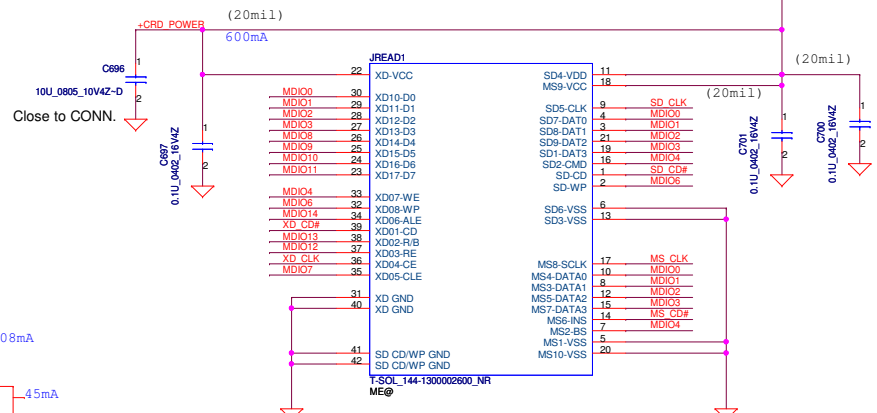 (20mil)
+CRD_POWER
600mA
C696
1
10U_0805_10V4Z~D
2
Close to CONN.
1
C697
0.1U_0402_16V4Z
2
JREAD1
22 XD-VCC
MDIO0 30 XD10-D0
MDIO1 29 XD11-D1
MDIO2 28 XD12-D2
MDIO3 27 XD13-D3
MDIO8 26 XD14-D4
MDIO9 25 XD15-D5
MDIO10 24 XD16-D6
MDIO11 23 XD17-D7
MDIO4 33 XD07-WE
MDIO6 32 XD08-WP
MDIO14 34 XD06-ALE
XD_CD# 39 XD01-CD
MDIO13 38 XD02-R/B
MDIO12 37 XD03-RE
XD_CLK 36 XD04-CE
MDIO7 35 XD05-CLE
31 XD GND
40 XD GND
41 SD CD/WP GND
42 SD CD/WP GND
SD4-VDD 11
MS9-VCC 18
SD5-CLK 9 SD_CLK
SD7-DAT0 4 MDIO0
SD8-DAT1 3 MDIO1
SD9-DAT2 21 MDIO2
SD1-DAT3 19 MDIO3
SD2-CMD 16 MDIO4
SD-CD 1 SD_CD#
SD-WP 2 MDIO6
SD6-VSS 6
SD3-VSS 13
MS8-SCLK 17 MS_CLK
MS4-DATA0 10 MDIO0
MS3-DATA1 8 MDIO1
MS5-DATA2 12 MDIO2
MS7-DATA3 15 MDIO3
MS6-INS 14 MS_CD#
MS2-BS 7 MDIO4
MS1-VSS 5
MS10-VSS 20
T-SOL_144-1300002600_NR
ME@
(20mil)
(20mil)
1
C701
0.1U_0402_16V4Z
2
1
C700
0.1U_0402_16V4Z
2
08mA
45mA